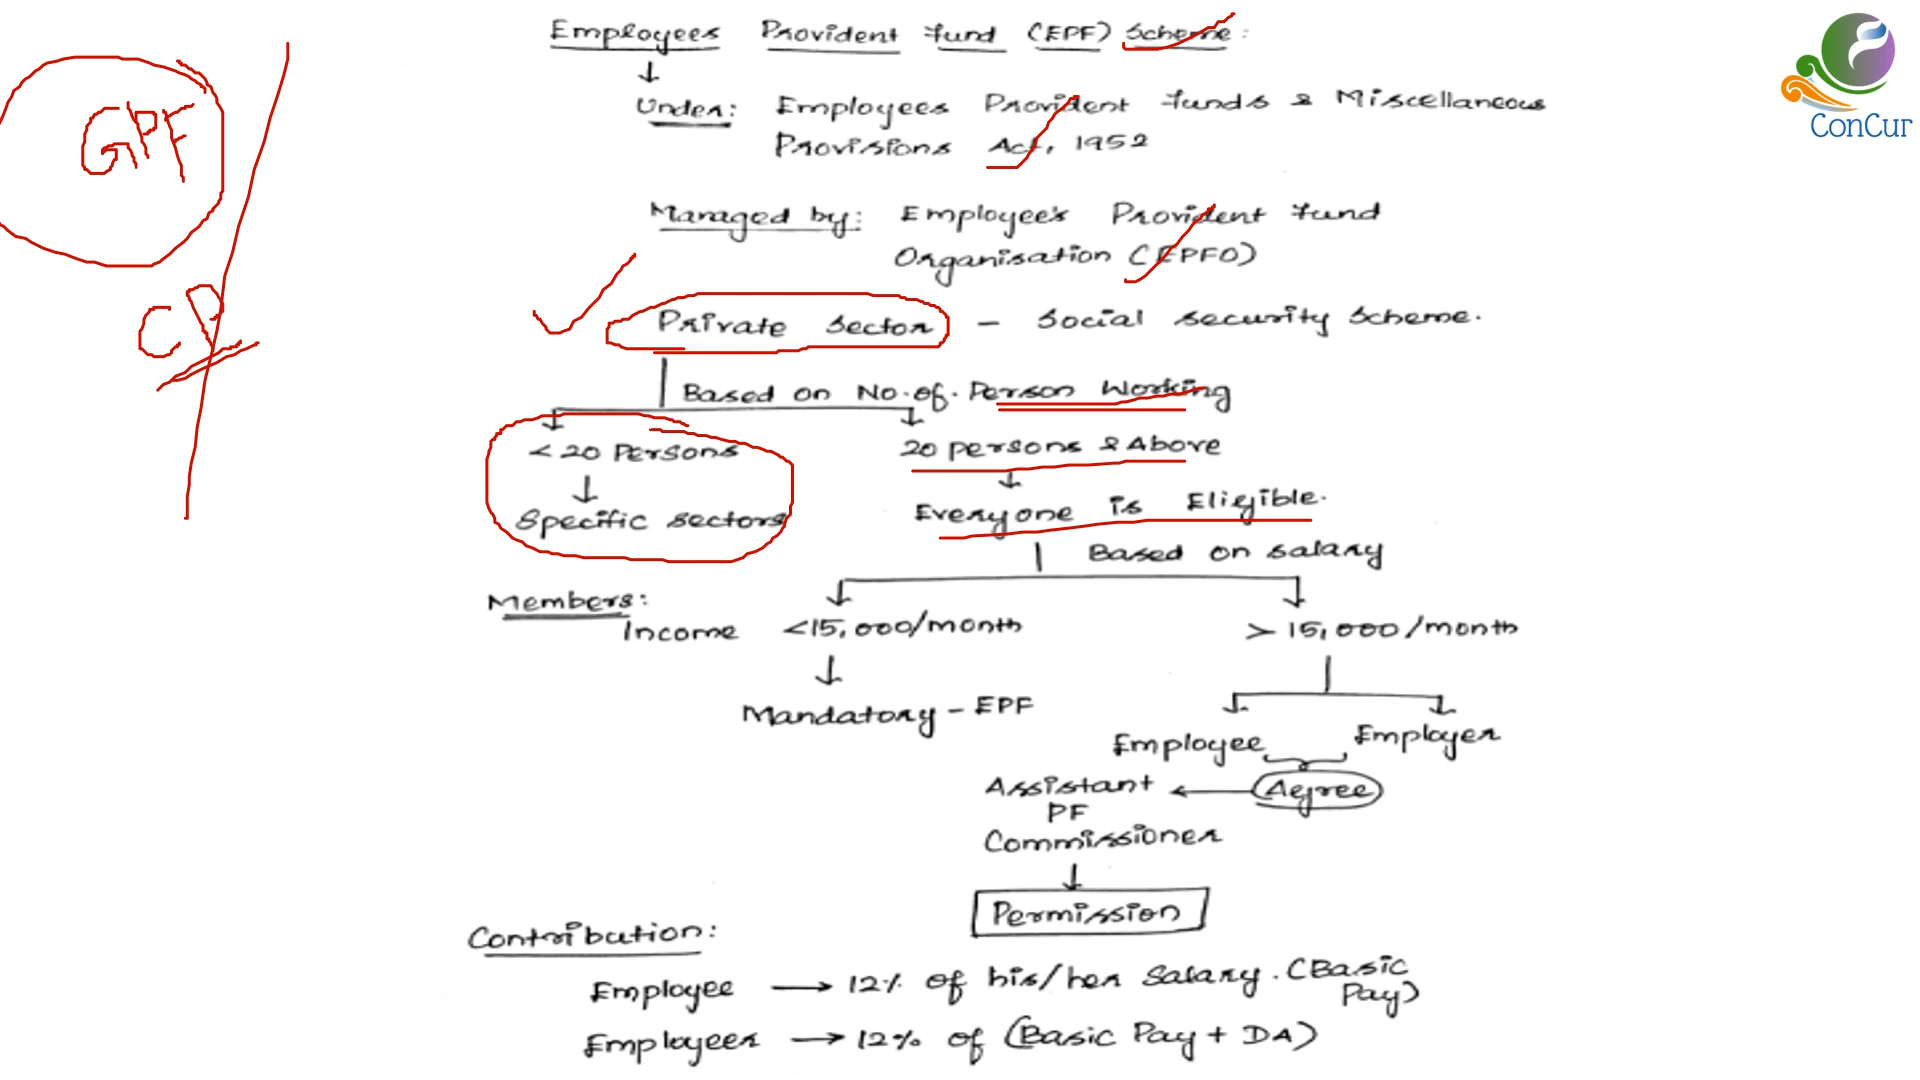 Employees Provident fund (EPF) Scheme:
Under: Employees Provident funds & Miscellaneous
Provisions Act, 1952
Managed by: Employee's Provident fund
Organisation (EPFO)
Private Sector - Social security Scheme.
Based on No.of. Person Working
<20 Persons
20 persons & Above
Specific sectors
Everyone is Eligible.
Based on salary
Members:
Income <15,000/month
> 15,000/month
Mandatory - EPF
Employee
Employer
Agree
Assistant
PF
Commissioner
Permission
Contribution:
Employee → 12% of his/her Salary. (Basic
Pay)
Employeer → 12% of (Basic Pay + DA)
GPF
CP
ConCur